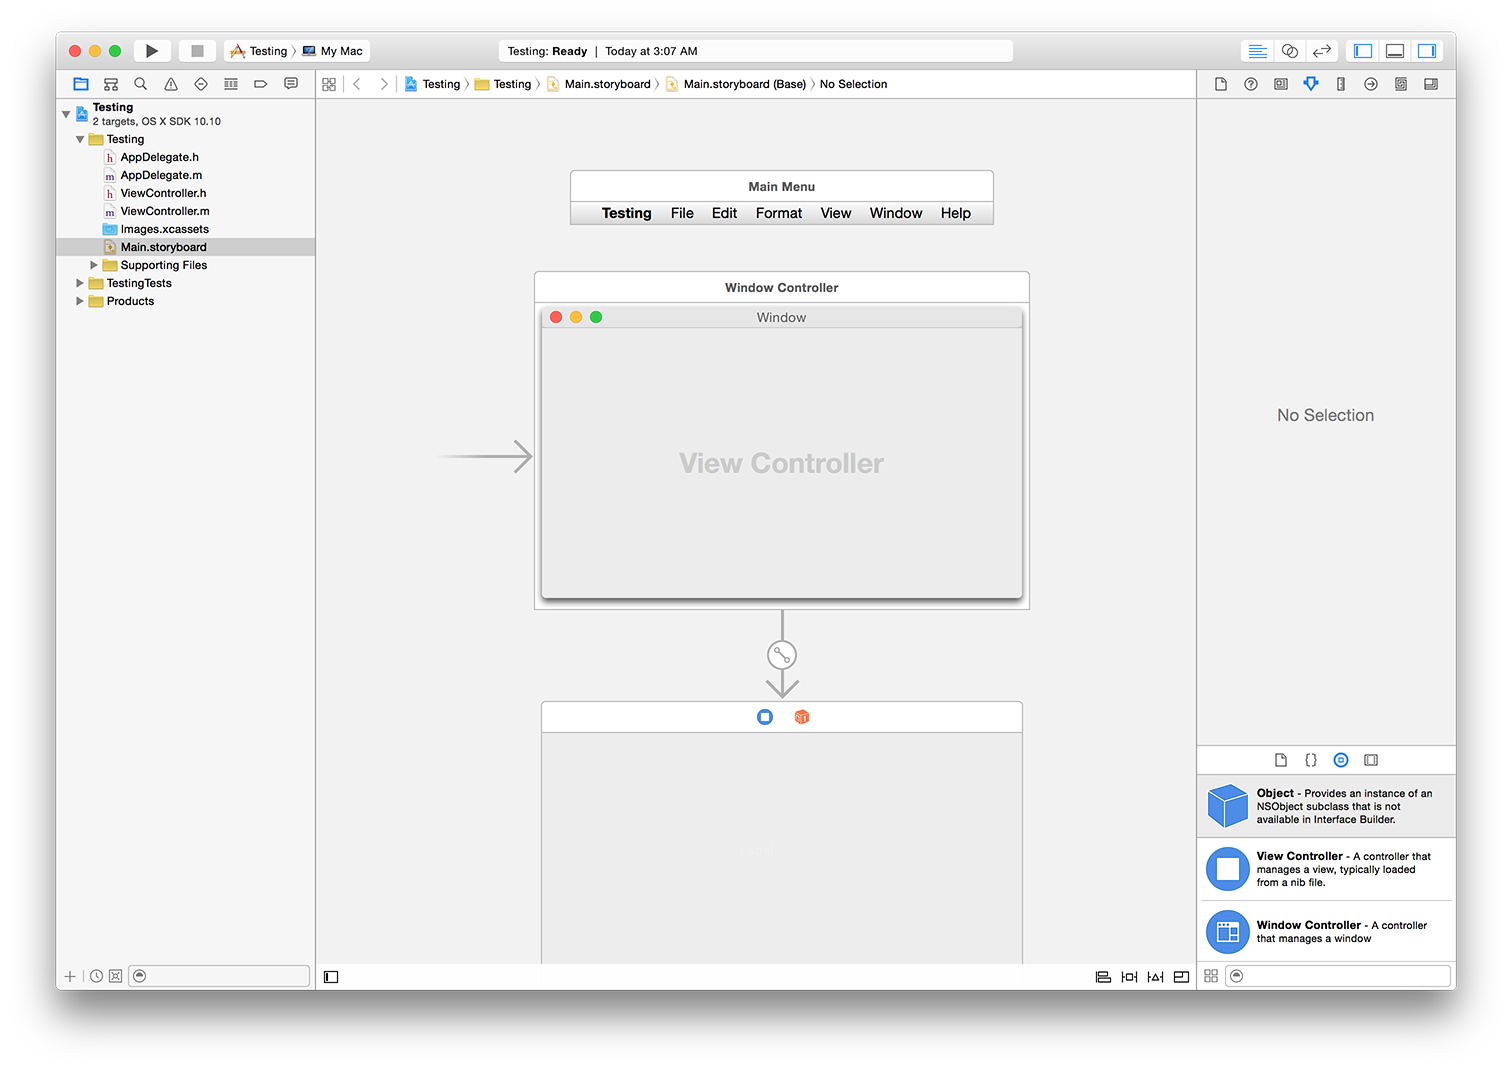 Testing My Mac
Testing: Ready | Today at 3:07 AM
Testing Testing Main.storyboard Main.storyboard (Base) No Selection
Testing
2 targets, OS X SDK 10.10
Testing
AppDelegate.h
AppDelegate.m
ViewController.h
ViewController.m
Images.xcassets
Main.storyboard
Supporting Files
TestingTests
Products
Main Menu
Testing File Edit Format View Window Help
Window Controller
Window
View Controller
No Selection
Object - Provides an instance of an
NSObject subclass that is not
available in Interface Builder.
View Controller - A controller that
manages a view, typically loaded
from a nib file.
Window Controller - A controller
that manages a window